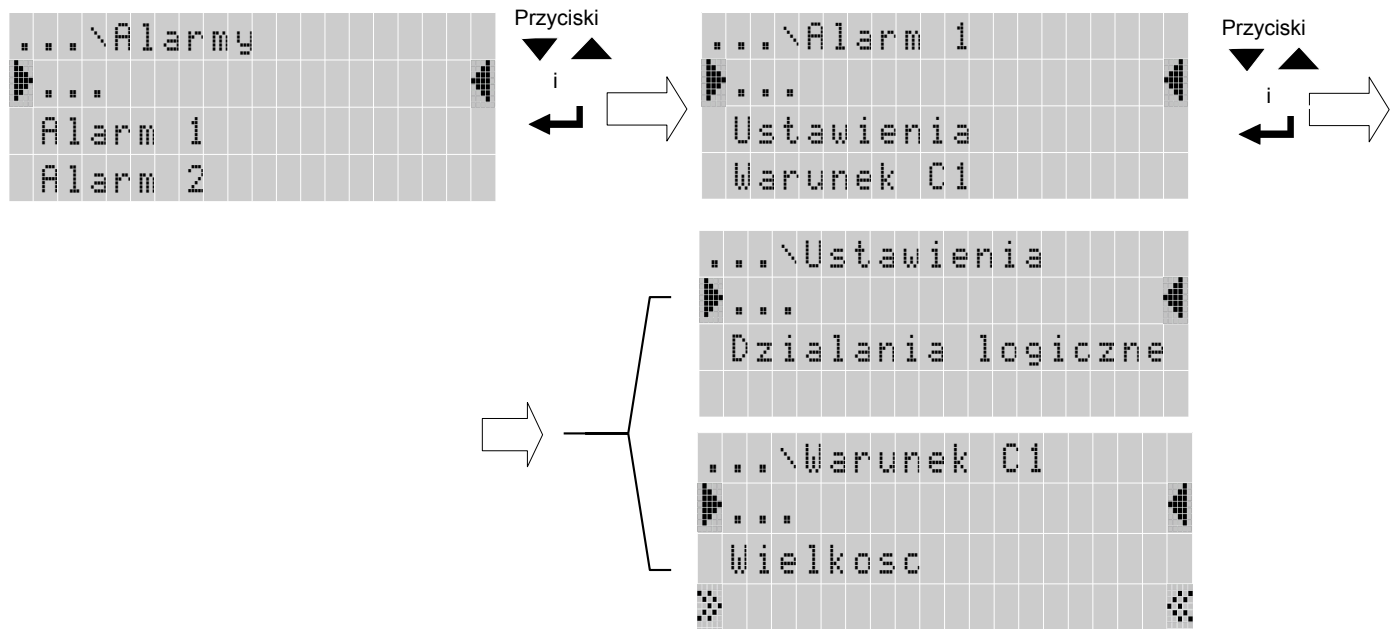 ...\Alarmy
...
Alarm 1
Alarm 2
Przyciski
i
...\Alarm 1
...
Ustawienia
Warunek C1
Przyciski
i
...\Ustawienia
...
Dzialania logiczne
...\Warunek C1
...
Wielkosc